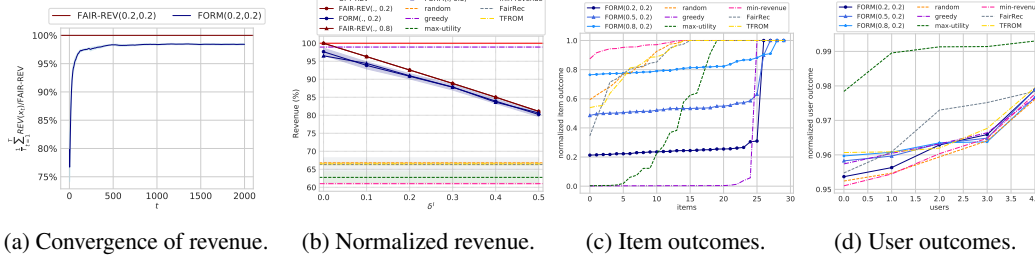 FAIR-REV(0.2,0.2)
FORM(0.2,0.2)
100%
95%
90%
85%
80%
75%
0
500
1000
1500
2000
t
FAIR-REV(., 0.2)
random
FairRec
FORM(., 0.2)
greedy
TFROM
FAIR-REV(., 0.8)
max-utility
100
95
90
85
80
75
70
65
60
Revenue (%)
0.0
0.1
0.2
0.3
0.4
0.5
FORM(0.2, 0.2)
random
min-revenue
FORM(0.5, 0.2)
greedy
FairRec
FORM(0.8, 0.2)
max-utility
TFROM
1.0
0.8
0.6
0.4
0.2
0.0
normalized item outcome
0
5
10
15
20
25
30
items
FORM(0.2, 0.2)
random
min-revenue
FORM(0.5, 0.2)
greedy
FairRec
FORM(0.8, 0.2)
max-utility
TFROM
0.99
0.98
0.97
0.96
0.95
normalized user outcome
0.0
1.0
2.0
3.0
users
(a) Convergence of revenue.
(b) Normalized revenue.
(c) Item outcomes.
(d) User outcomes.